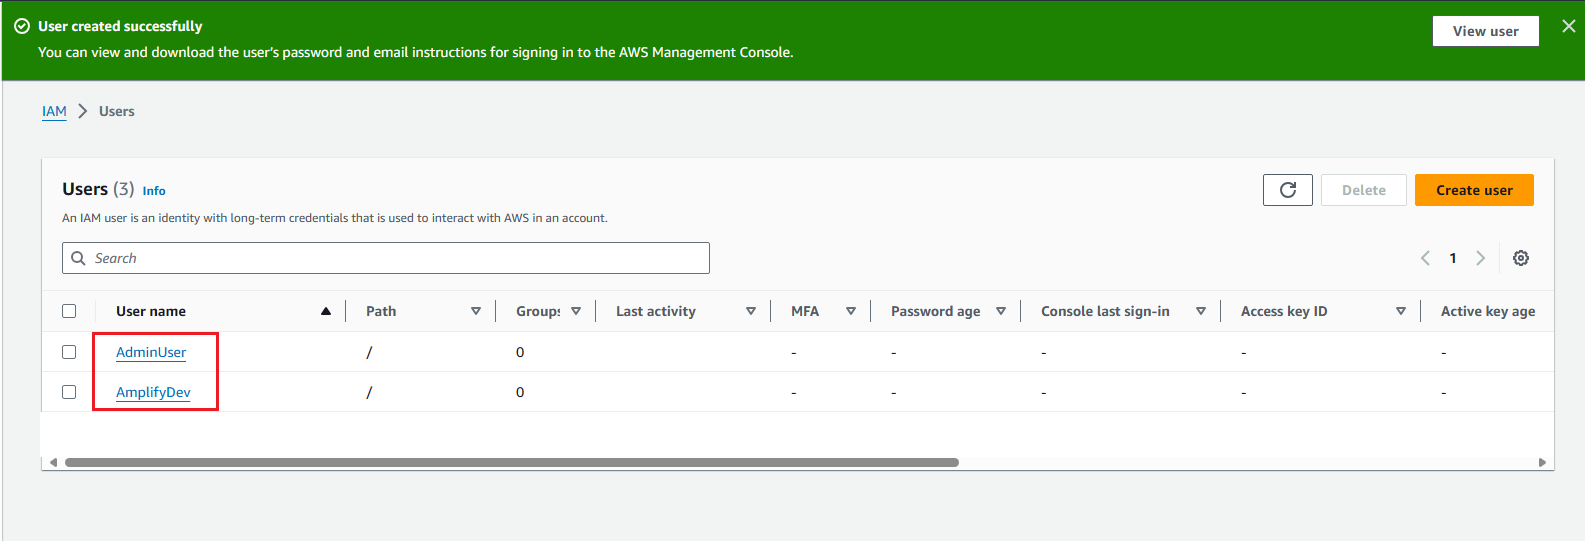 User created successfully
You can view and download the user's password and email instructions for signing in to the AWS Management Console.
View user
IAM Users
Users (3) Info
An IAM user is an identity with long-term credentials that is used to interact with AWS in an account.
Delete
Create user
Search
1
User name Path Groups Last activity MFA Password age Console last sign-in Access key ID Active key age
AdminUser / 0 - - - - -
AmplifyDev / 0 - - - - -